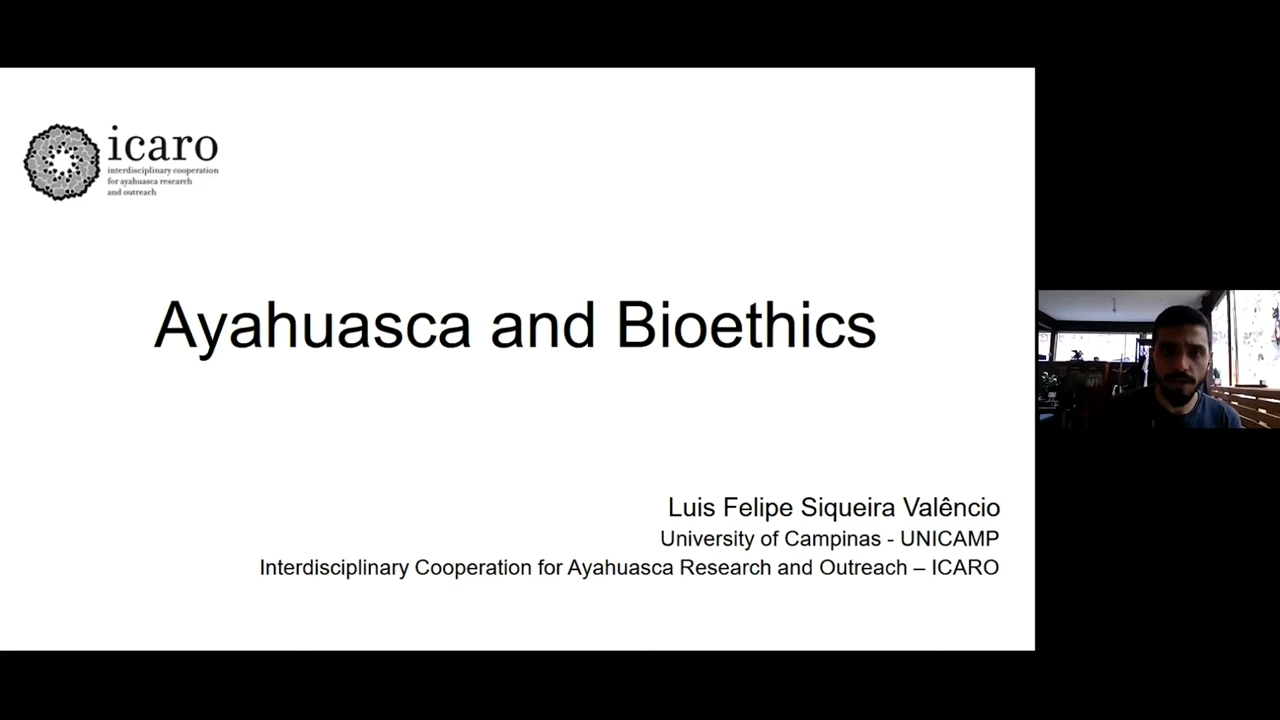 icaro
interdisciplinary cooperation
for ayahuasca research
and outreach
Ayahuasca and Bioethics
Luis Felipe Siqueira Valêncio
University of Campinas - UNICAMP
Interdisciplinary Cooperation for Ayahuasca Research and Outreach – ICARO